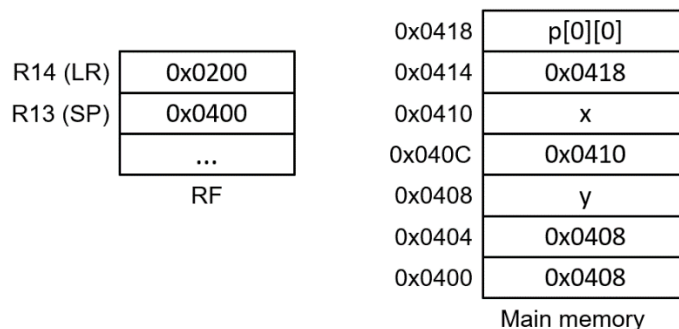 R14 (LR) 0x0200
R13 (SP) 0x0400
...
RF
0x0418 p[0][0]
0x0414 0x0418
0x0410 x
0x040C 0x0410
0x0408 y
0x0404 0x0408
0x0400 0x0408
Main memory